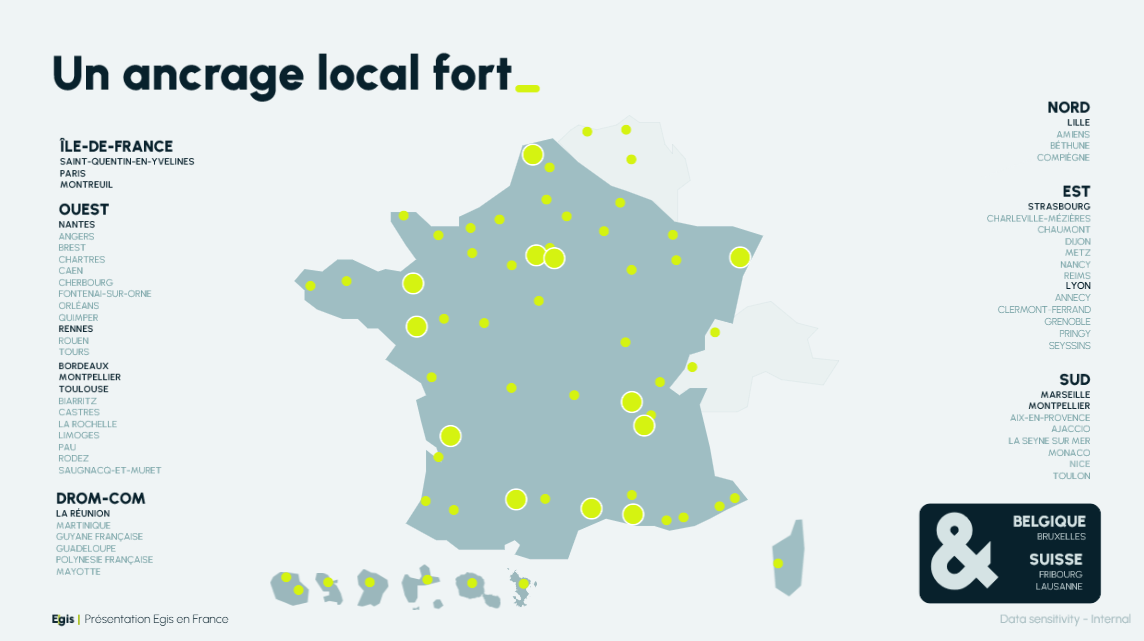 Un ancrage local fort_
ÎLE-DE-FRANCE
SAINT-QUENTIN-EN-YVELINES
PARIS
MONTREUIL
OUEST
NANTES
ANGERS
BREST
CHARTRES
CAEN
CHERBOURG
FONTENAI-SUR-ORNE
ORLÉANS
QUIMPER
RENNES
ROUEN
TOURS
BORDEAUX
MONTPELLIER
TOULOUSE
BIARRITZ
CASTRES
LA ROCHELLE
LIMOGES
PAU
RODEZ
SAUGNACQ-ET-MURET
DROM-COM
LA RÉUNION
MARTINIQUE
GUYANE FRANÇAISE
GUADELOUPE
POLYNESIE FRANÇAISE
MAYOTTE
NORD
LILLE
AMIENS
BÉTHUNE
COMPIÈGNE
EST
STRASBOURG
CHARLEVILLE-MÉZIÈRES
CHAUMONT
DIJON
METZ
NANCY
REIMS
LYON
ANNECY
CLERMONT-FERRAND
GRENOBLE
PRINGY
SEYSSINS
SUD
MARSEILLE
MONTPELLIER
AIX-EN-PROVENCE
AJACCIO
LA SEYNE SUR MER
MONACO
NICE
TOULON
&
BELGIQUE
BRUXELLES
SUISSE
FRIBOURG
LAUSANNE
Egis | Présentation Egis en France
Data sensitivity - Internal